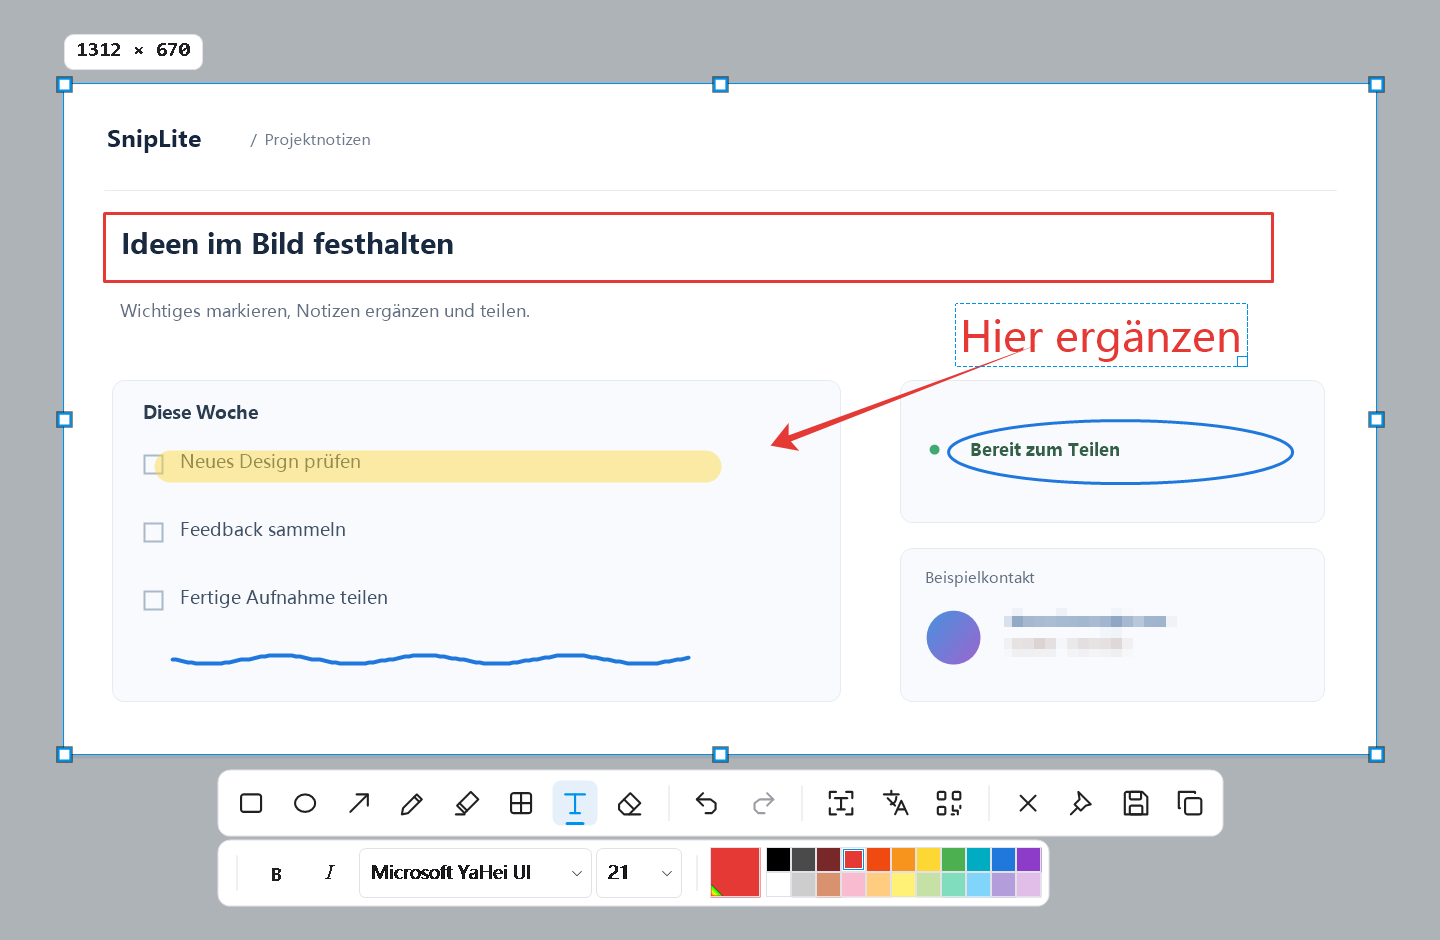 1312 × 670
SnipLite / Projektnotizen
Ideen im Bild festhalten
Wichtiges markieren, Notizen ergänzen und teilen.
Hier ergänzen
Diese Woche
Neues Design prüfen
Feedback sammeln
Fertige Aufnahme teilen
Bereit zum Teilen
Beispielkontakt
B I Microsoft YaHei UI 21